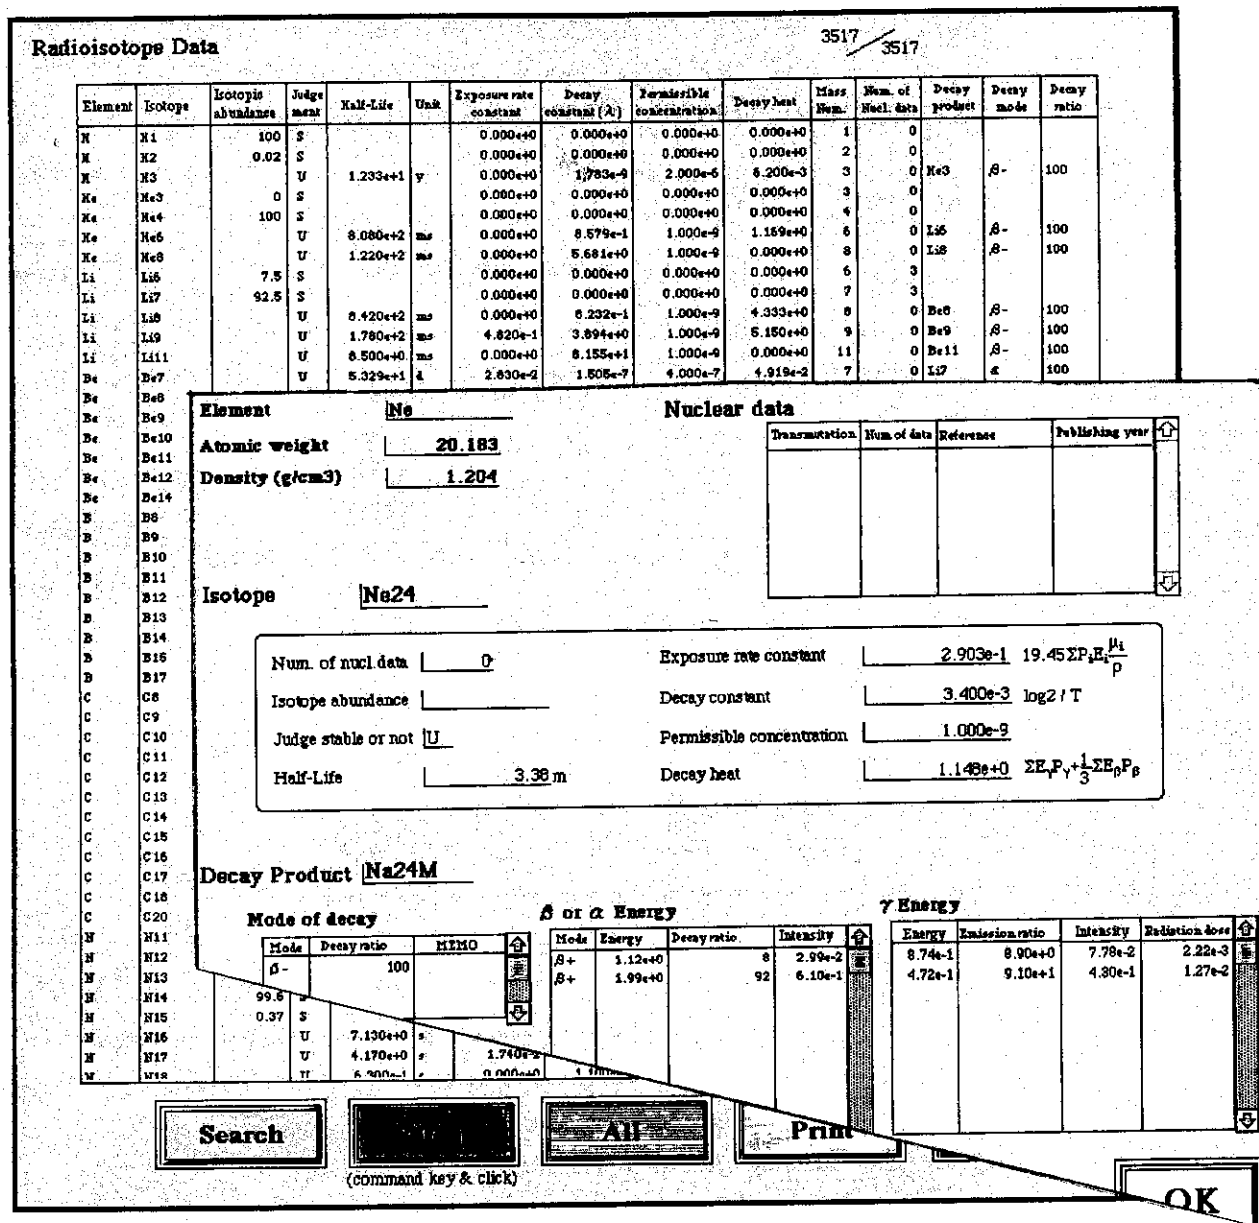 Radioisotope Data
3517 / 3517
Element Isotope Isotopic abundance Judge ment Half-Life Unit Exposure rate constant Decay constant (λ) Permissible concentration Decay heat Mass Num. Num. of Nucl. data Decay product Decay mode Decay ratio
H H1 100 S 0.000e+0 0.000e+0 0.000e+0 0.000e+0 1 0
H H2 0.02 S 0.000e+0 0.000e+0 0.000e+0 0.000e+0 2 0
H H3 U 1.233e+1 y 0.000e+0 1.783e-9 2.000e-6 6.200e-3 3 0 He3 β- 100
He He3 0 S 0.000e+0 0.000e+0 0.000e+0 0.000e+0 3 0
He He4 100 S 0.000e+0 0.000e+0 0.000e+0 0.000e+0 4 0
He He6 U 8.080e+2 ms 0.000e+0 8.579e-1 1.000e-9 1.169e+0 6 0 Li6 β- 100
He He8 U 1.220e+2 ms 0.000e+0 5.681e+0 1.000e-9 0.000e+0 8 0 Li8 β- 100
Li Li6 7.5 S 0.000e+0 0.000e+0 0.000e+0 0.000e+0 6 3
Li Li7 92.5 S 0.000e+0 0.000e+0 0.000e+0 0.000e+0 7 3
Li Li8 U 8.420e+2 ms 0.000e+0 8.232e-1 1.000e-9 4.333e+0 8 0 Be8 β- 100
Li Li9 U 1.780e+2 ms 4.820e-1 3.894e+0 1.000e-9 5.150e+0 9 0 Be9 β- 100
Li Li11 U 8.500e+0 ms 0.000e+0 8.155e+1 1.000e-9 0.000e+0 11 0 Be11 β- 100
Be Be7 U 5.329e+1 d 2.830e-2 1.505e-7 4.000e-7 4.919e-2 7 0 Li7 ε 100
Be Be8
Be Be9
Be Be10
Be Be11
Be Be12
Be Be14
B B8
B B9
B B10
B B11
B B12
B B13
B B14
B B15
B B17
C C8
C C9
C C10
C C11
C C12
C C13
C C14
C C15
C C16
C C17
C C18
C C20
N N11
N N12
N N13
N N14 99.6
N N15 0.37 S
N N16 U 7.130e+0 s
N N17 U 4.170e+0 s 1.740e-2
N N18 U 6.300e-1 s 0.000e+0
Element Ne
Atomic weight 20.183
Density (g/cm3) 1.204
Nuclear data
Transmutation Num. of data Reference Publishing year
Isotope Ne24
Num. of nucl.data 0
Isotope abundance
Judge stable or not U
Half-Life 3.38 m
Exposure rate constant 2.903e-1 19.45ΣPiEi μi/ρ
Decay constant 3.400e-3 log2 / T
Permissible concentration 1.000e-9
Decay heat 1.148e+0 ΣEγPγ+1/3ΣEβPβ
Decay Product Na24M
Mode of decay
Mode Decay ratio MEMO
β- 100
β or α Energy
Mode Energy Decay ratio Intensity
β+ 1.12e+0 8 2.99e-2
β+ 1.99e+0 92 6.10e-1
γ Energy
Energy Emission ratio Intensity Radiation dose
8.74e-1 8.90e+0 7.78e-2 2.22e-3
4.72e-1 9.10e+1 4.30e-1 1.27e-2
Search
All
Print
(command key & click)
OK